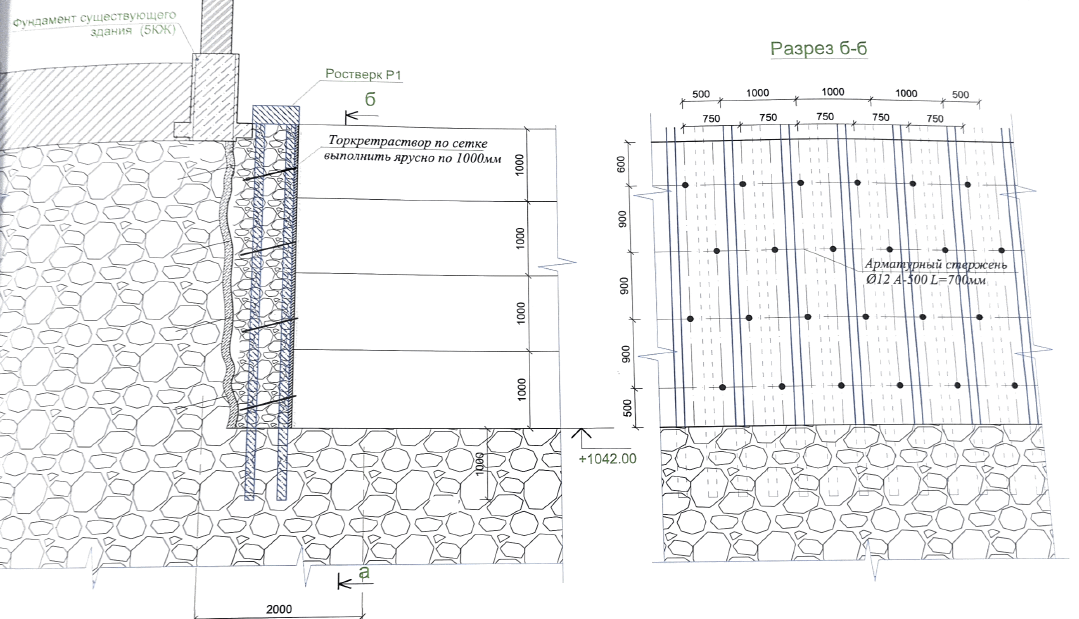 Фундамент существующего
здания (5КЖ)
Ростверк Р1
б
Торкретраствор по сетке
выполнить ярусно по 1000мм
1000
1000
1000
1000
1000
+1042.00
а
2000
Разрез б-б
500 1000 1000 1000 500
750 750 750 750 750
600
900
900
900
500
Арматурный стержень
Ø12 А-500 L=700мм